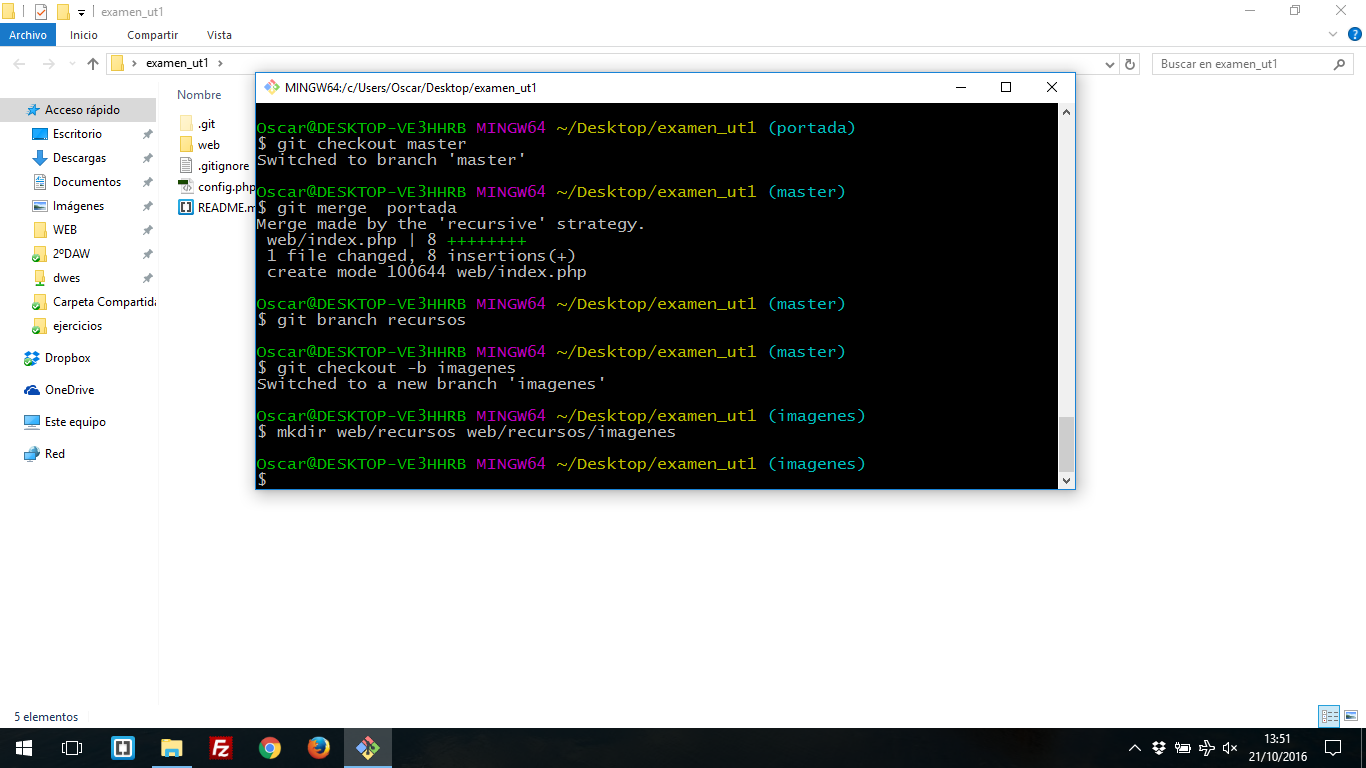 examen_ut1
Archivo
Inicio
Compartir
Vista
examen_ut1
Buscar en examen_ut1
Acceso rápido
Escritorio
Descargas
Documentos
Imágenes
WEB
2ºDAW
dwes
Carpeta Compartida
ejercicios
Dropbox
OneDrive
Este equipo
Red
Nombre
.git
web
.gitignore
config.php
README.m
MINGW64:/c/Users/Oscar/Desktop/examen_ut1
Oscar@DESKTOP-VE3HHRB MINGW64 ~/Desktop/examen_ut1 (portada)
$ git checkout master
Switched to branch 'master'
Oscar@DESKTOP-VE3HHRB MINGW64 ~/Desktop/examen_ut1 (master)
$ git merge  portada
Merge made by the 'recursive' strategy.
 web/index.php | 8 ++++++++
 1 file changed, 8 insertions(+)
 create mode 100644 web/index.php
Oscar@DESKTOP-VE3HHRB MINGW64 ~/Desktop/examen_ut1 (master)
$ git branch recursos
Oscar@DESKTOP-VE3HHRB MINGW64 ~/Desktop/examen_ut1 (master)
$ git checkout -b imagenes
Switched to a new branch 'imagenes'
Oscar@DESKTOP-VE3HHRB MINGW64 ~/Desktop/examen_ut1 (imagenes)
$ mkdir web/recursos web/recursos/imagenes
Oscar@DESKTOP-VE3HHRB MINGW64 ~/Desktop/examen_ut1 (imagenes)
$
5 elementos
13:51
21/10/2016